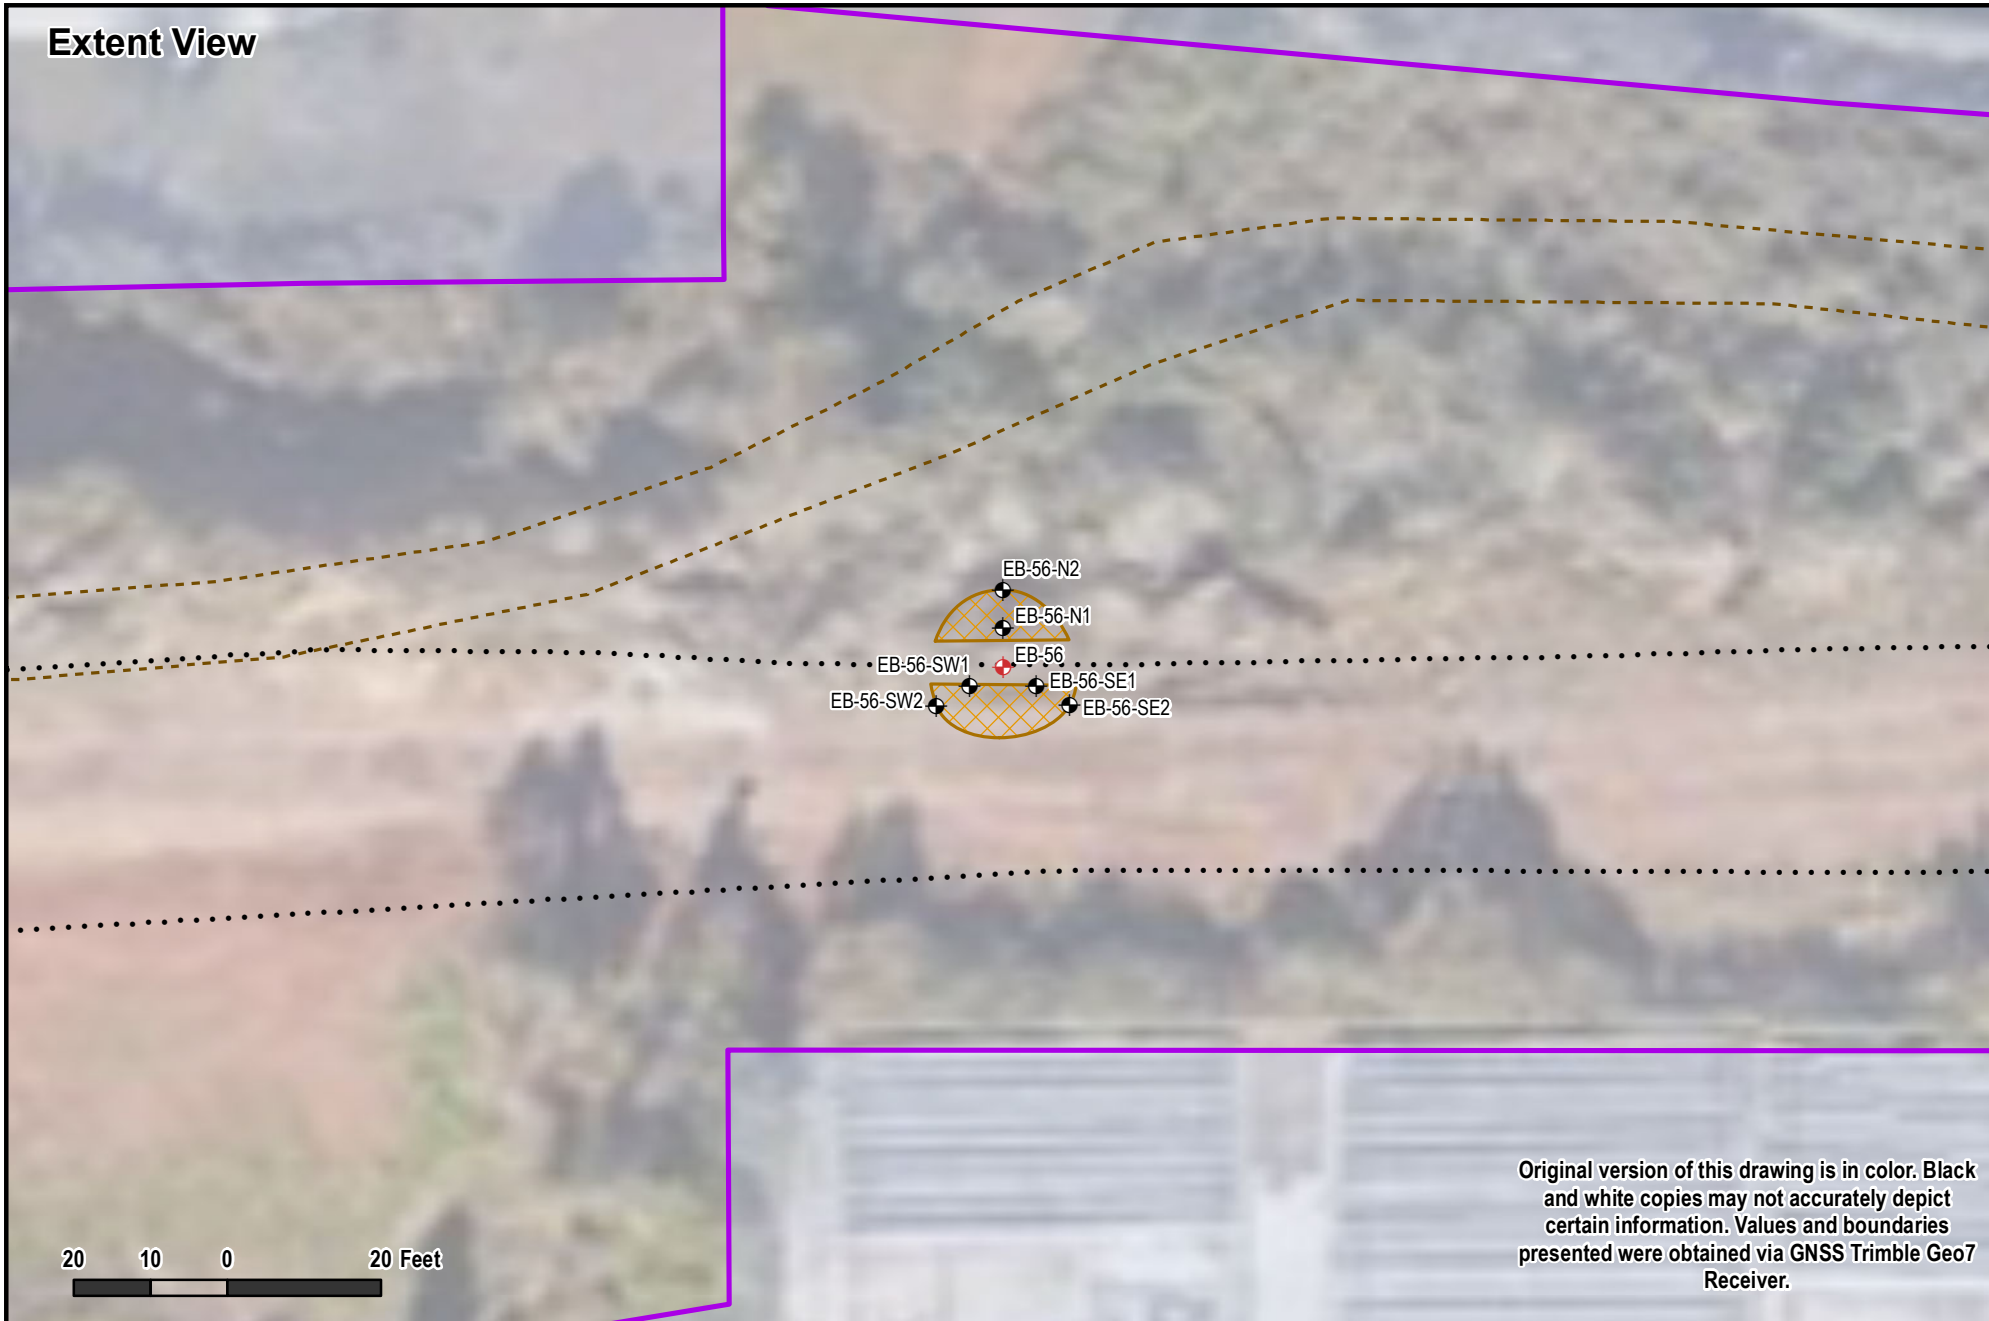 Extent View
EB-56-N2
EB-56-N1
EB-56
EB-56-SW1
EB-56-SE1
EB-56-SW2
EB-56-SE2
20 10 0 20 Feet
Original version of this drawing is in color. Black
and white copies may not accurately depict
certain information. Values and boundaries
presented were obtained via GNSS Trimble Geo7
Receiver.